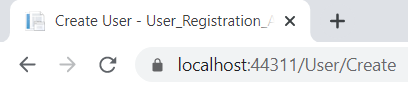 Create User - User_Registration_
localhost:44311/User/Create